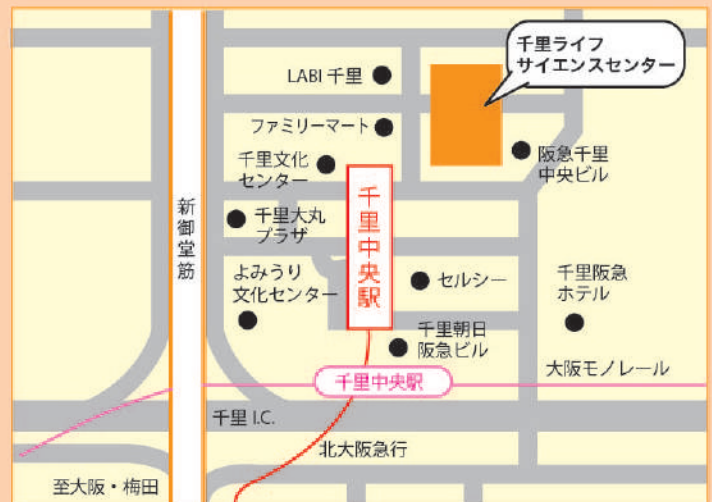 千里ライフ
サイエンスセンター
LABI 千里
ファミリーマート
千里文化
センター
阪急千里
中央ビル
新御堂筋
千里大丸
プラザ
千里中央駅
よみうり
文化センター
セルシー
千里阪急
ホテル
千里朝日
阪急ビル
大阪モノレール
千里中央駅
千里 I.C.
北大阪急行
至大阪・梅田